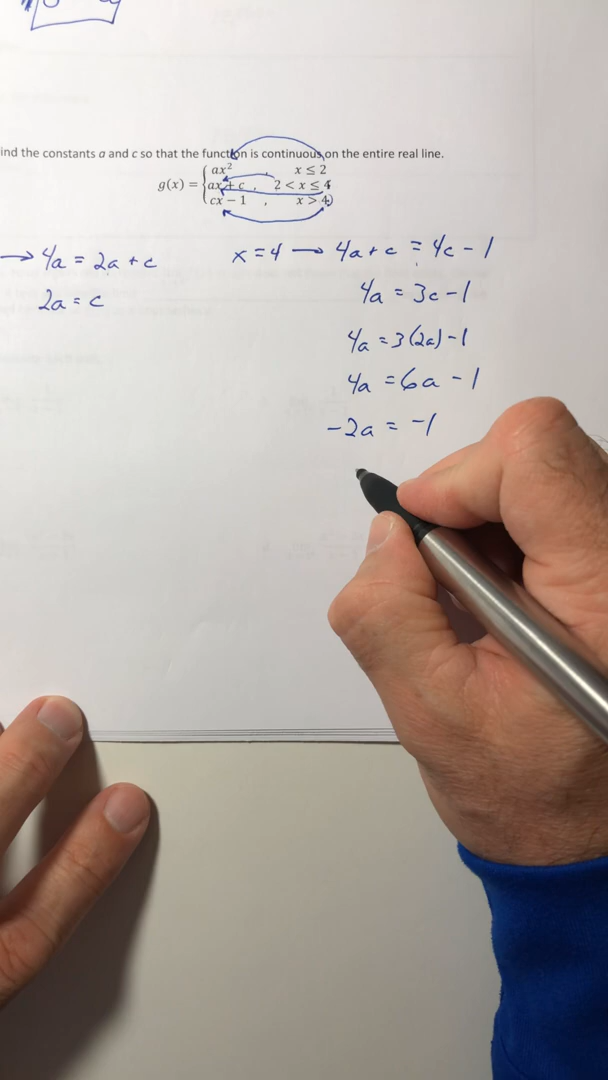 ind the constants a and c so that the function is continuous on the entire real line.
g(x) = { ax² , x ≤ 2
ax + c , 2 < x ≤ 4
cx − 1 , x > 4
→ 4a = 2a + c
2a = c
x = 4 → 4a + c = 4c − 1
4a = 3c − 1
4a = 3(2a) − 1
4a = 6a − 1
−2a = −1